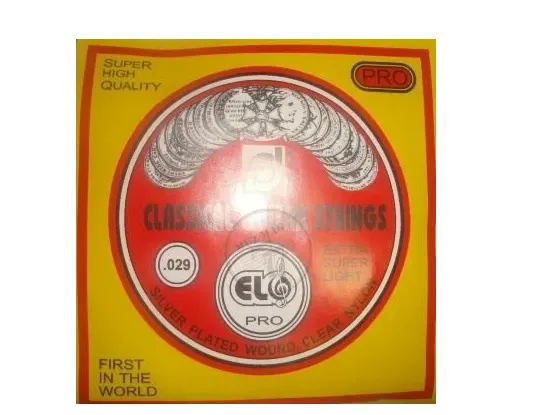 SUPER
HIGH
QUALITY
PRO
CLASSICAL GUITAR STRINGS
.029
EXTRA
SUPER
LIGHT
ELO
PRO
SILVER PLATED WOUND, CLEAR NYLON
FIRST
IN THE
WORLD